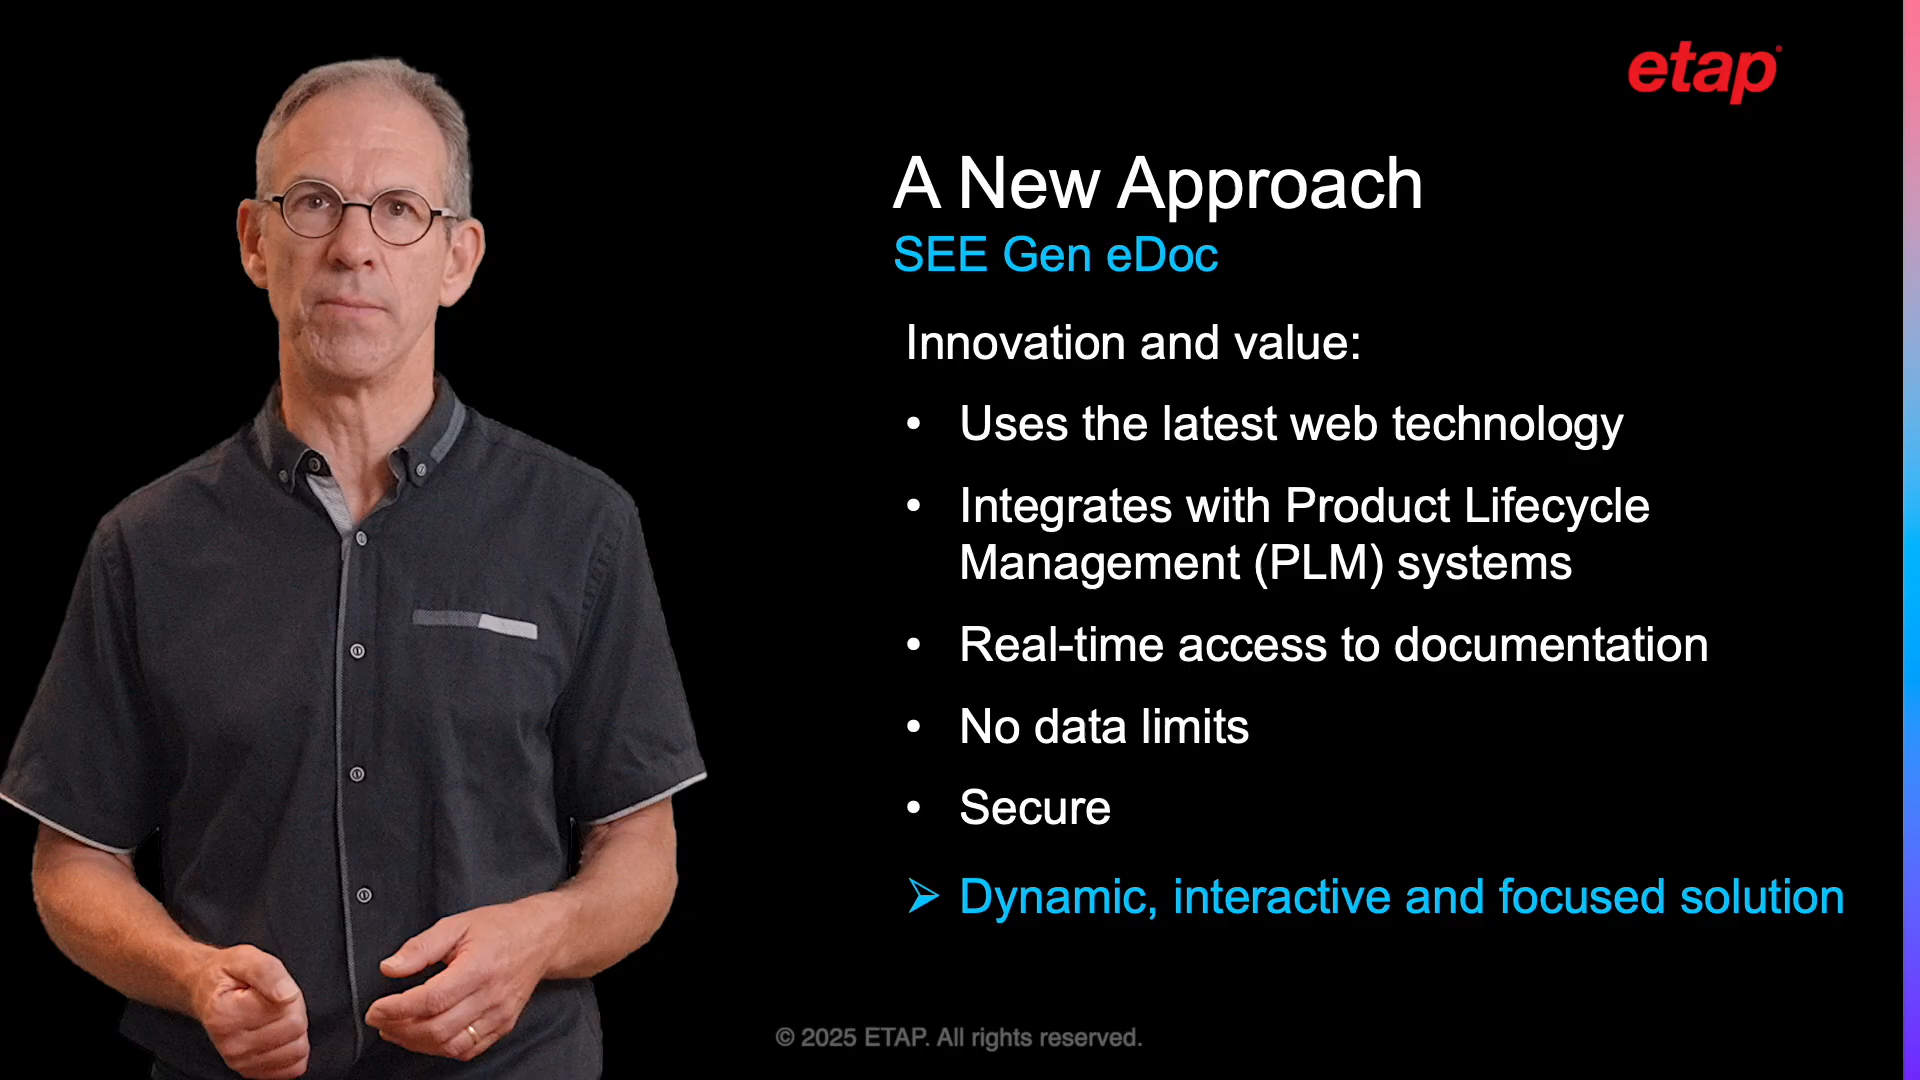 etap
A New Approach
SEE Gen eDoc
Innovation and value:
• Uses the latest web technology
• Integrates with Product Lifecycle
Management (PLM) systems
• Real-time access to documentation
• No data limits
• Secure
➢ Dynamic, interactive and focused solution
© 2025 ETAP. All rights reserved.